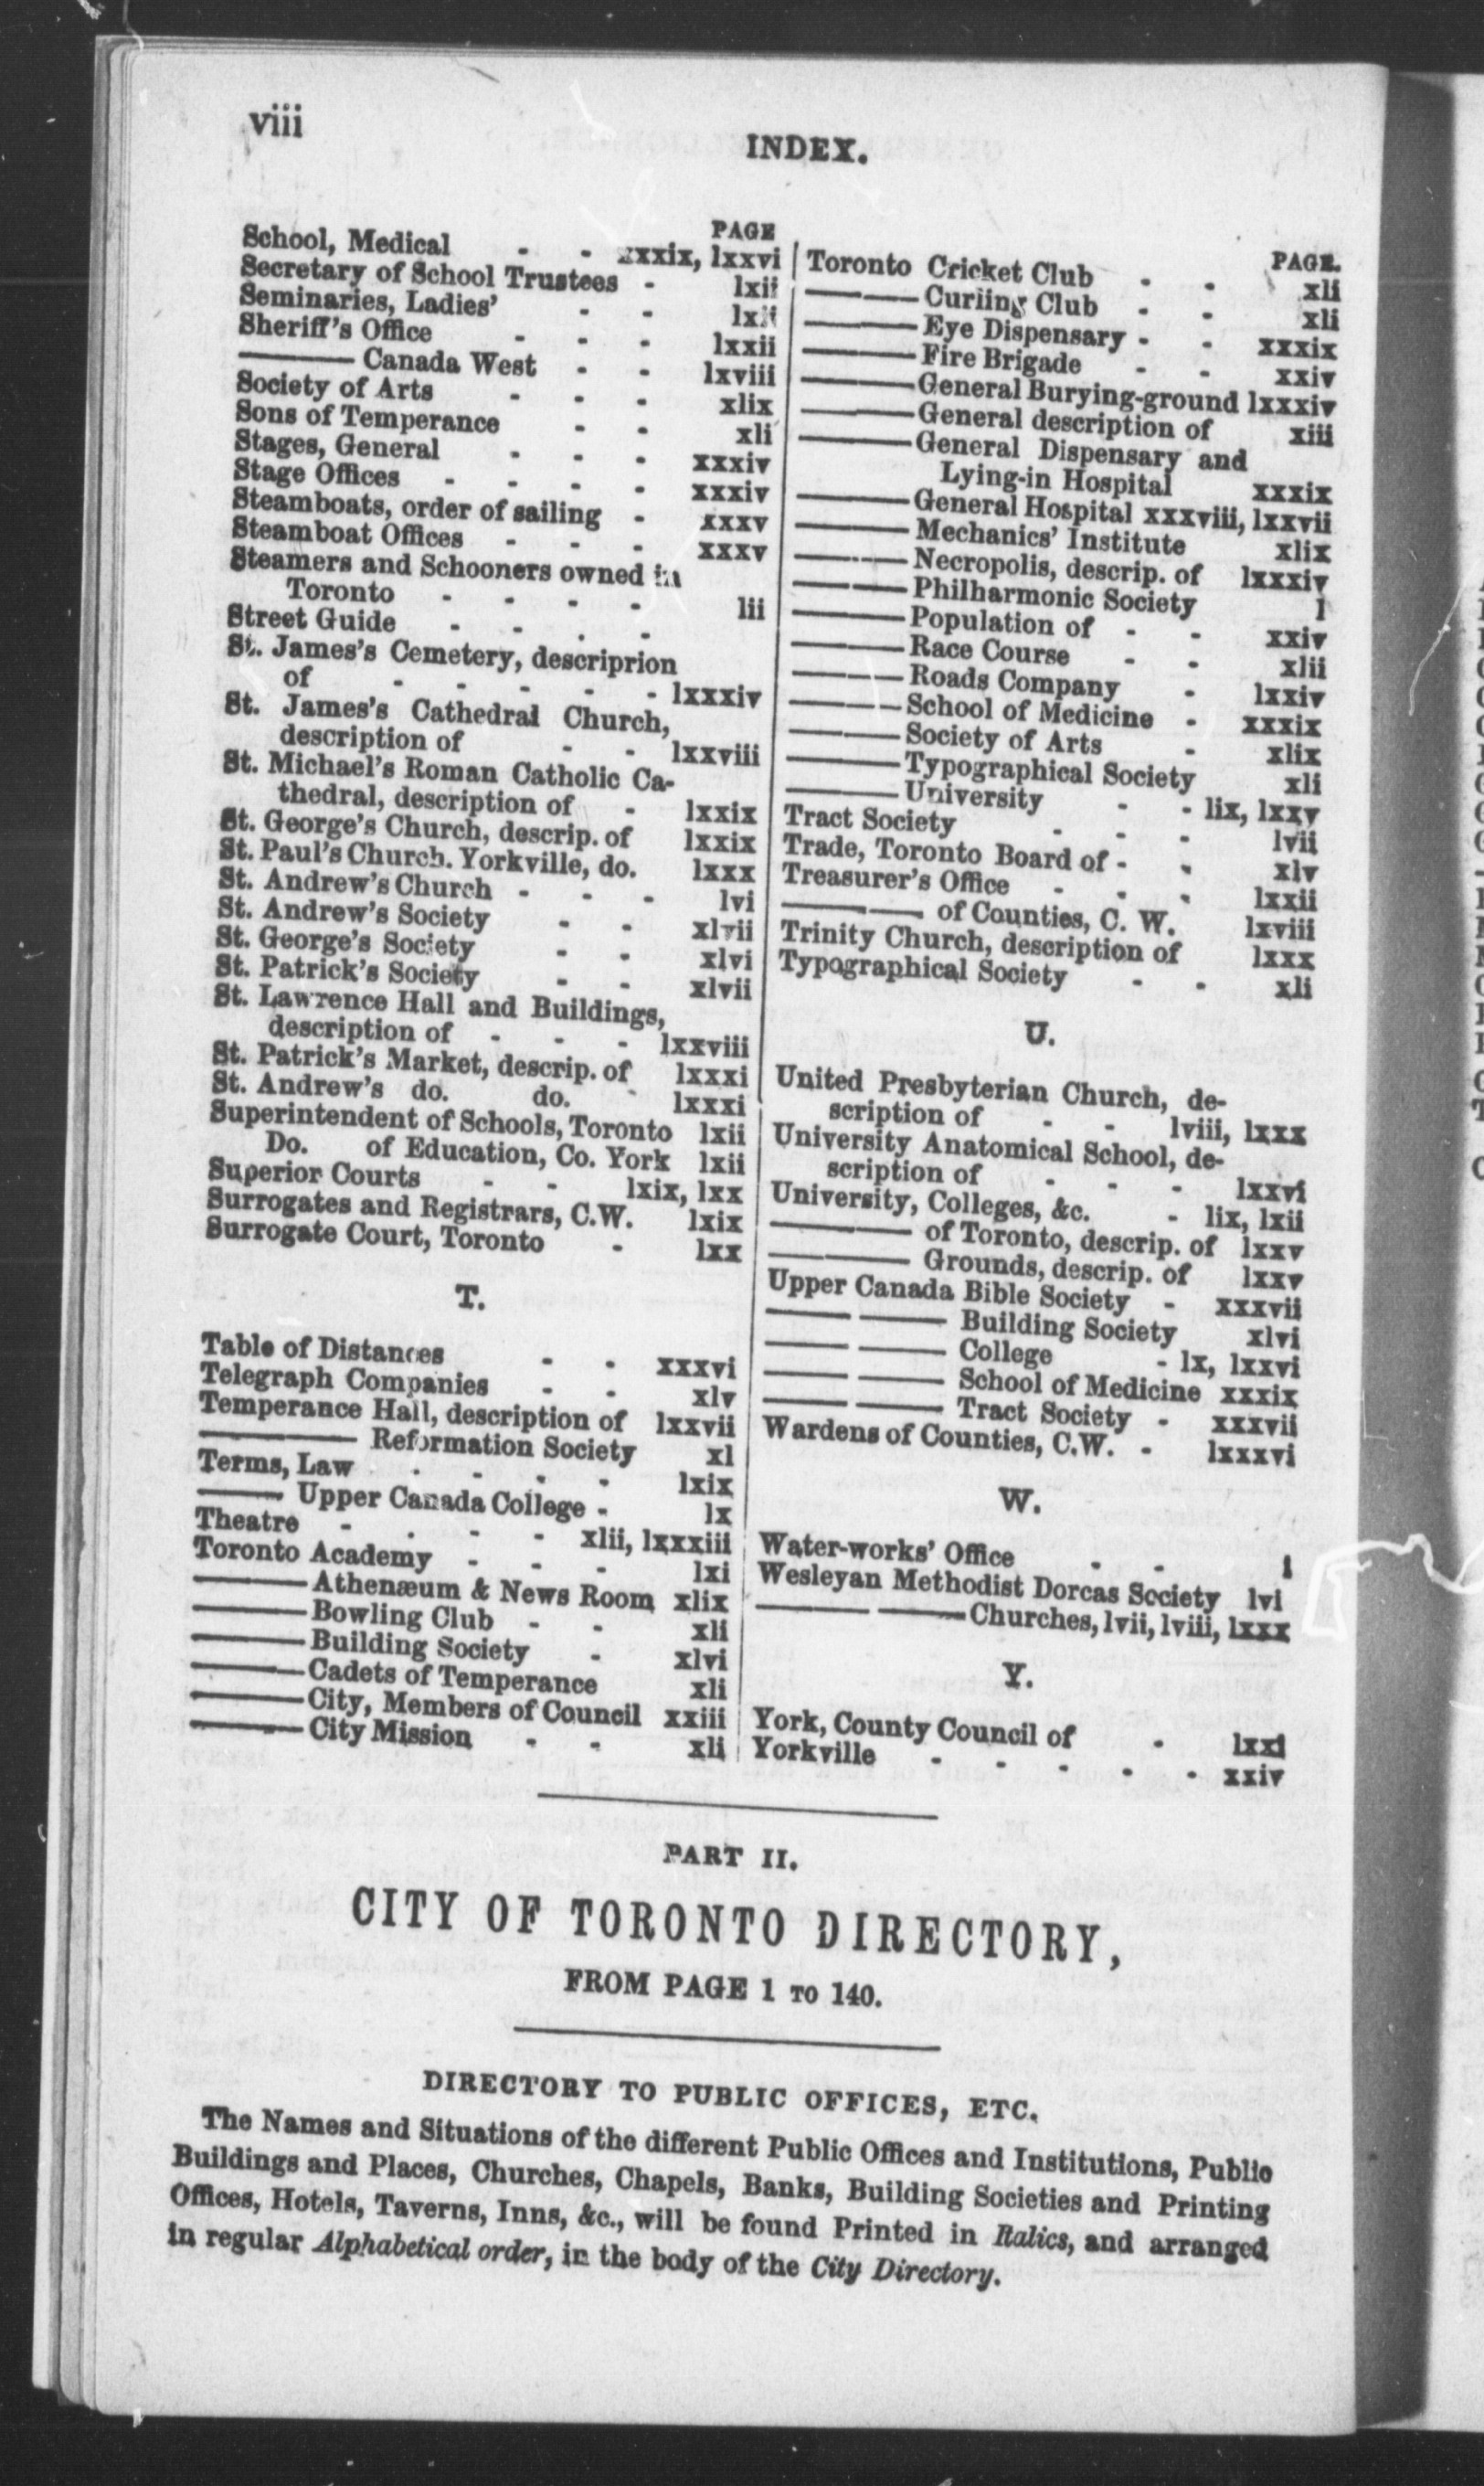 viii
INDEX.
PAGE
School, Medical - - xxxix, lxxvi
Secretary of School Trustees - lxii
Seminaries, Ladies' - - lxii
Sheriff's Office - - - lxxii
——— Canada West - - lxviii
Society of Arts - - - xlix
Sons of Temperance - - xli
Stages, General - - - xxxiv
Stage Offices - - - - xxxiv
Steamboats, order of sailing - xxxv
Steamboat Offices - - - xxxv
Steamers and Schooners owned in
Toronto - - - - lii
Street Guide - - . -
St. James's Cemetery, descriprion
of - - - - - lxxxiv
St. James's Cathedral Church,
description of - - lxxviii
St. Michael's Roman Catholic Ca-
thedral, description of - lxxix
St. George's Church, descrip. of lxxix
St. Paul's Church. Yorkville, do. lxxx
St. Andrew's Church - - - lvi
St. Andrew's Society - - xlvii
St. George's Society - - xlvi
St. Patrick's Society - - xlvii
St. Lawrence Hall and Buildings,
description of - - - lxxviii
St. Patrick's Market, descrip. of lxxxi
St. Andrew's do. do. - lxxxi
Superintendent of Schools, Toronto lxii
Do. of Education, Co. York lxii
Superior Courts - - lxix, lxx
Surrogates and Registrars, C.W. lxix
Surrogate Court, Toronto - lxx
T.
Table of Distances - - xxxvi
Telegraph Companies - - xlv
Temperance Hall, description of lxxvii
——— Reformation Society xl
Terms, Law - - - - lxix
——— Upper Canada College - lx
Theatre - - - - xlii, lxxxiii
Toronto Academy - - - lxi
———Athenæum & News Room xlix
———Bowling Club - - xli
———Building Society - xlvi
———Cadets of Temperance xli
———City, Members of Council xxiii
———City Mission - - xli
PAGE.
Toronto Cricket Club - - xli
———Curling Club - - xli
———Eye Dispensary - - xxxix
———Fire Brigade - - xxiv
———General Burying-ground lxxxiv
———General description of xiii
———General Dispensary and
Lying-in Hospital xxxix
———General Hospital xxxviii, lxxvii
———Mechanics' Institute xlix
———Necropolis, descrip. of lxxxiv
———Philharmonic Society l
———Population of - - xxiv
———Race Course - - xlii
———Roads Company - lxxiv
———School of Medicine - xxxix
———Society of Arts - xlix
———Typographical Society xli
———University - - lix, lxxv
Tract Society - - - lvii
Trade, Toronto Board of - - xlv
Treasurer's Office - - - lxxii
——— of Counties, C. W. lxviii
Trinity Church, description of lxxx
Typographical Society - - xli
U.
United Presbyterian Church, de-
scription of - - lviii, lxxx
University Anatomical School, de-
scription of - - - lxxvi
University, Colleges, &c. - lix, lxii
——— of Toronto, descrip. of lxxv
——— Grounds, descrip. of lxxv
Upper Canada Bible Society - xxxvii
——— ——— Building Society xlvi
——— ——— College - lx, lxxvi
——— ——— School of Medicine xxxix
——— ——— Tract Society - xxxvii
Wardens of Counties, C.W. - lxxxvi
W.
Water-works' Office - - l
Wesleyan Methodist Dorcas Society lvi
——— ———Churches, lvii, lviii, lxxx
Y.
York, County Council of - lxxi
Yorkville - - - - - xxiv
PART II.
CITY OF TORONTO DIRECTORY,
FROM PAGE 1 TO 140.
DIRECTORY TO PUBLIC OFFICES, ETC.
The Names and Situations of the different Public Offices and Institutions, Public
Buildings and Places, Churches, Chapels, Banks, Building Societies and Printing
Offices, Hotels, Taverns, Inns, &c., will be found Printed in Italics, and arranged
in regular Alphabetical order, in the body of the City Directory.